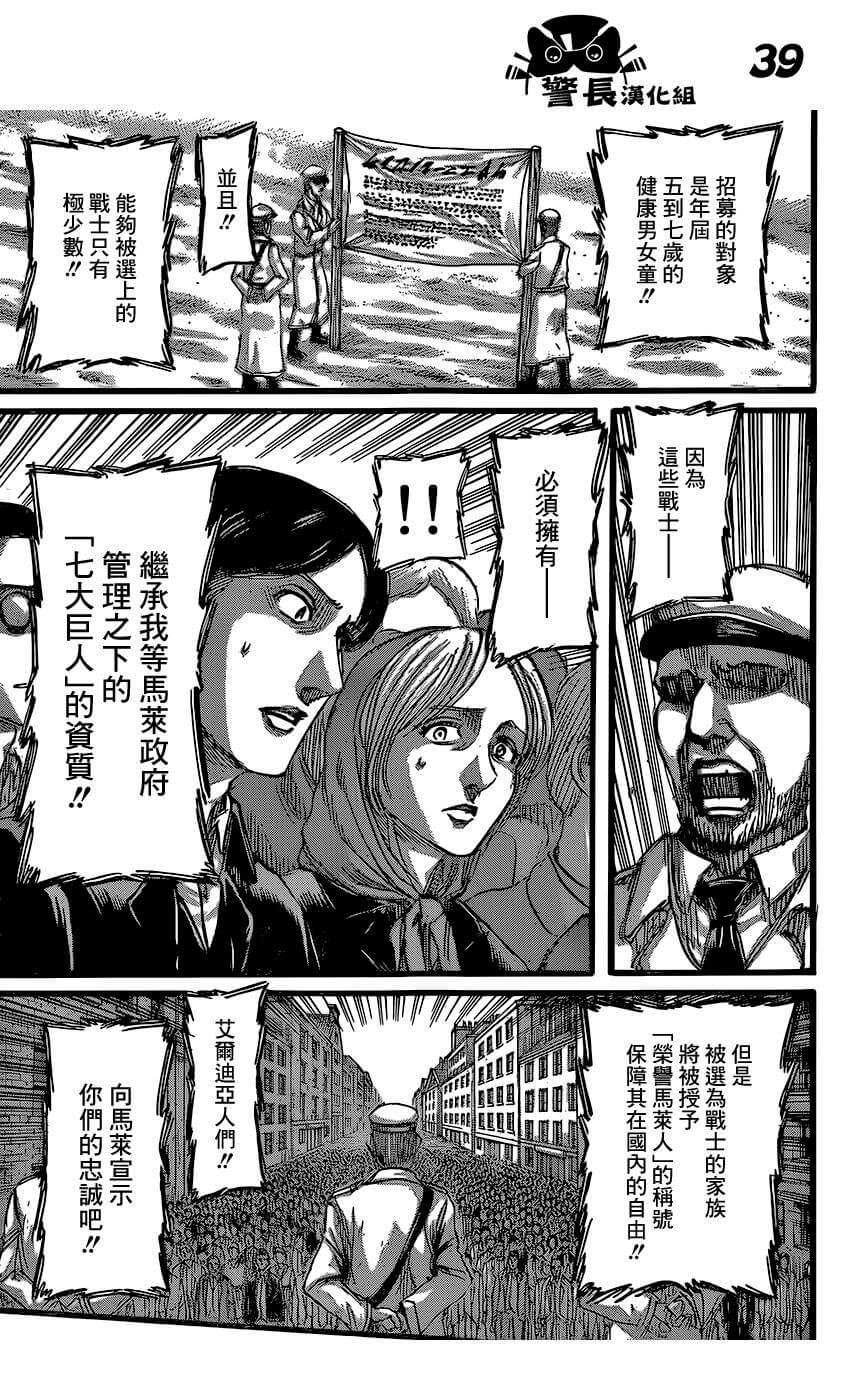 警長漢化組
39
招募的對象
是年屆
五到七歲的
健康男女童!!
並且!!
能夠被選上的
戰士只有
極少數!!
因為
這些戰士—
必須擁有—
!!
繼承我等馬萊政府
管理之下的
「七大巨人」的資質!!
但是
被選為戰士的家族
將被授予
「榮譽馬萊人」的稱號
保障其在國內的自由!!
艾爾迪亞人們!!
向馬萊宣示
你們的忠誠吧!!